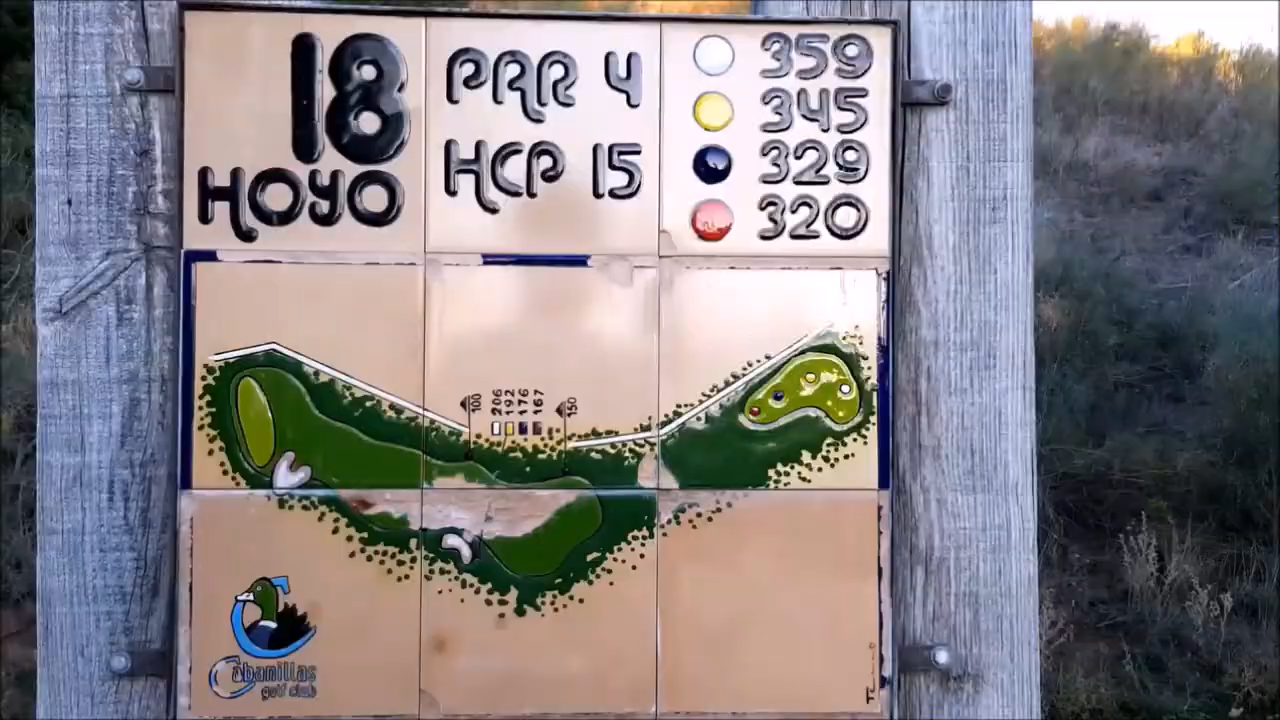 18
HOYO
PAR 4
HCP 15
359
345
329
320
100
206
192
176
167
150
Cabanillas
golf club